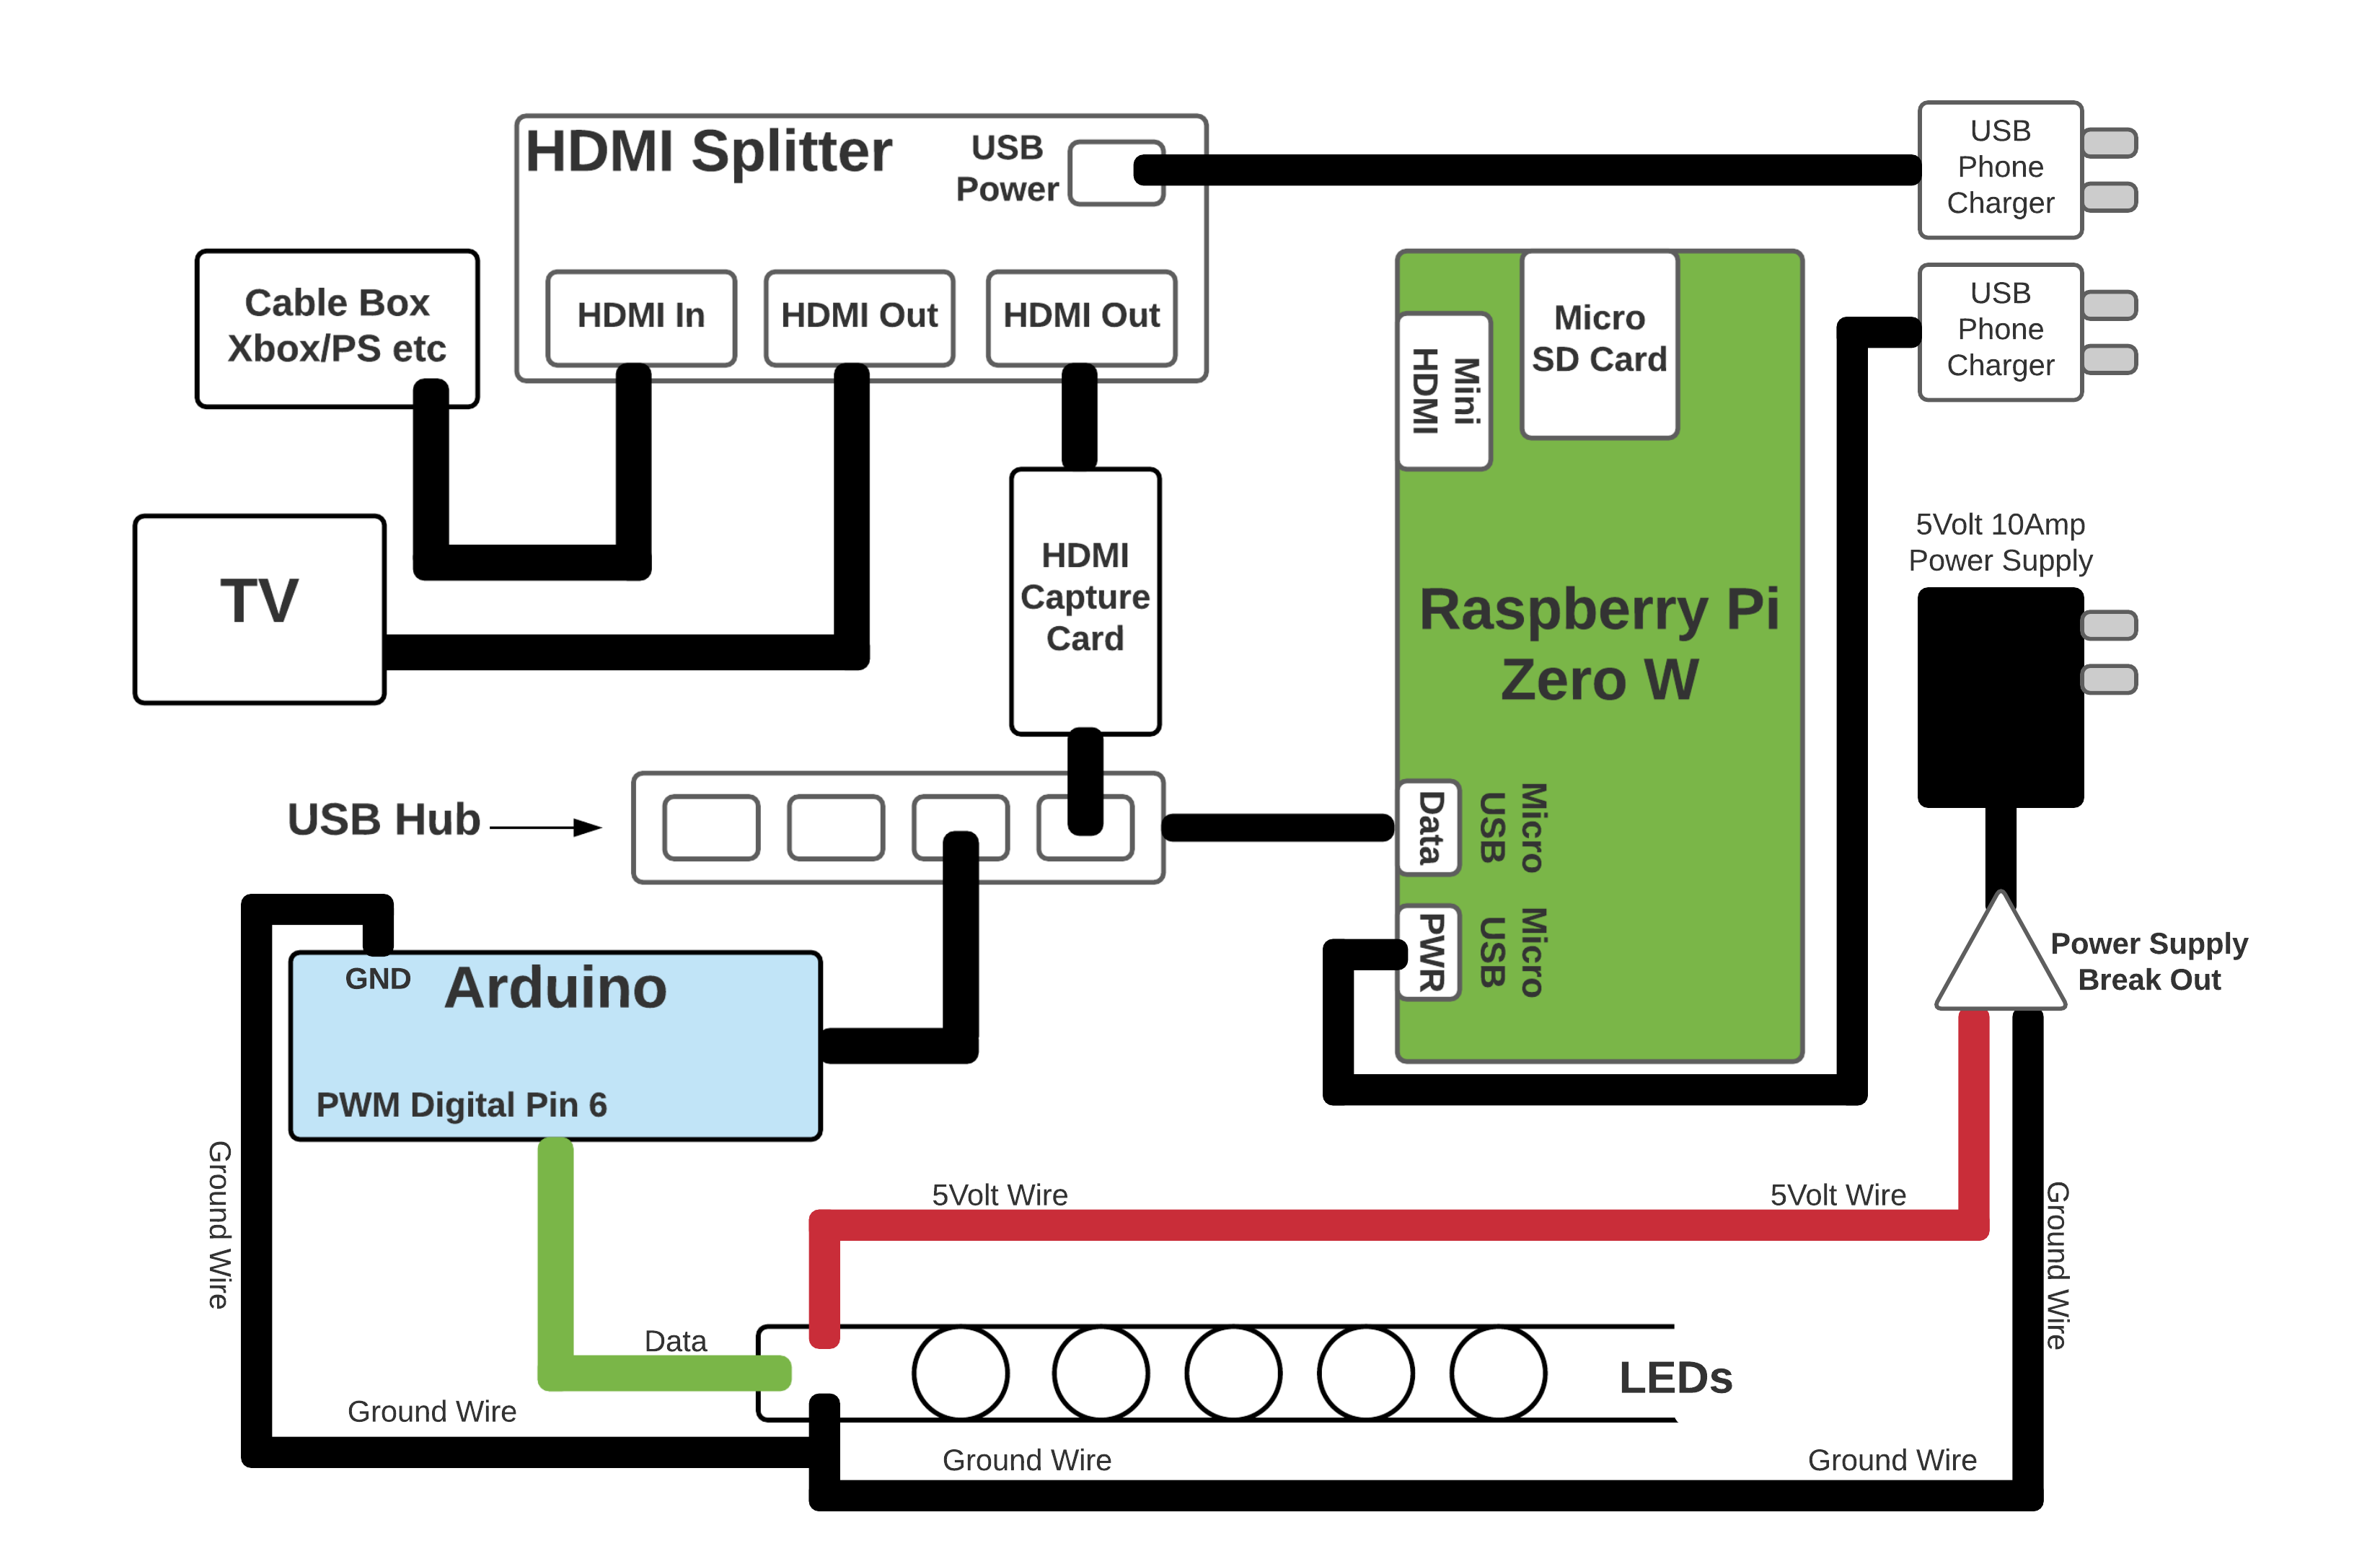 HDMI Splitter
USB
Power
USB
Phone
Charger
Cable Box
Xbox/PS etc
HDMI In
HDMI Out
HDMI Out
Micro
SD Card
Mini
HDMI
USB
Phone
Charger
TV
HDMI
Capture
Card
Raspberry Pi
Zero W
5Volt 10Amp
Power Supply
USB Hub
Data
Micro
USB
PWR
Micro
USB
Power Supply
Break Out
GND
Arduino
PWM Digital Pin 6
Ground Wire
5Volt Wire
5Volt Wire
Ground Wire
Data
LEDs
Ground Wire
Ground Wire
Ground Wire